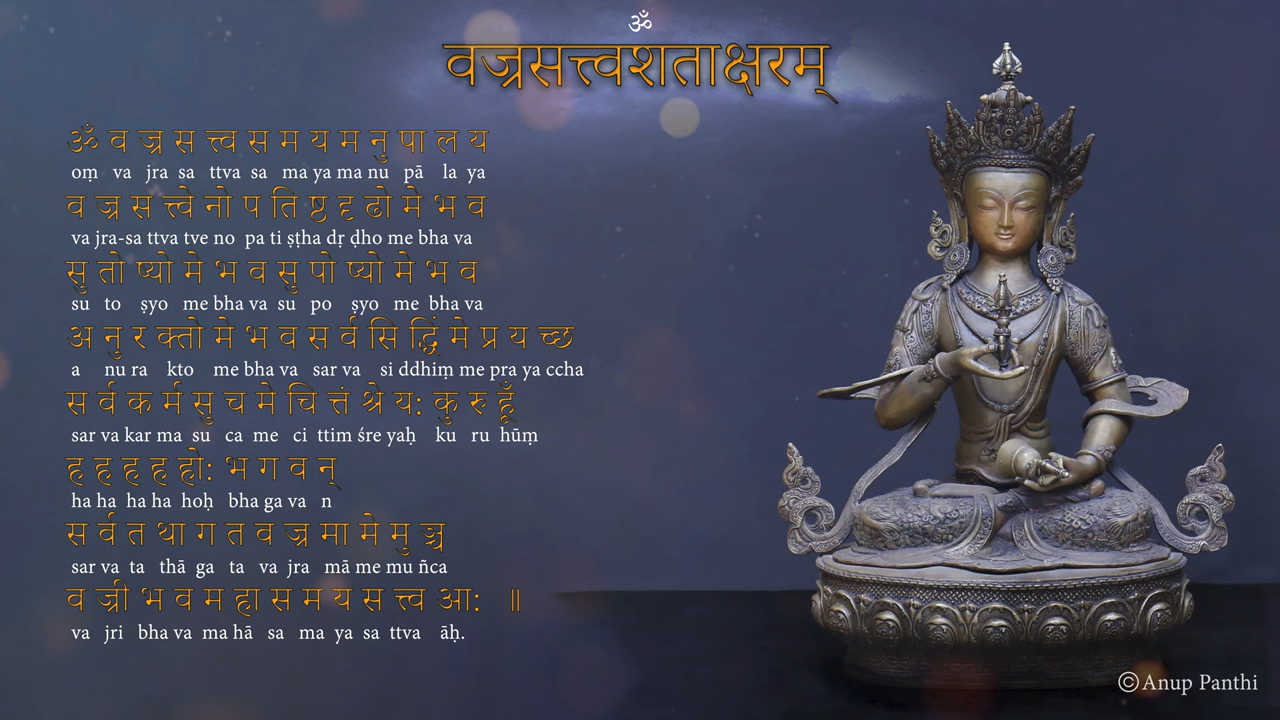 ॐ
वज्रसत्त्वशताक्षरम्
ॐ व ज्र स त्त्व स म य म नु पा ल य
oṃ va jra sa ttva sa ma ya ma nu pā la ya
व ज्र स त्त्वे नो प ति ष्ठ दृ ढो मे भ व
va jra-sa ttva tve no pa ti ṣṭha dṛ ḍho me bha va
सु तो ष्यो मे भ व सु पो ष्यो मे भ व
su to ṣyo me bha va su po ṣyo me bha va
अ नु र क्तो मे भ व स र्व सि द्धिं मे प्र य च्छ
a nu ra kto me bha va sar va si ddhiṃ me pra ya ccha
स र्व क र्म सु च मे चि त्तं श्रे य: कु रु हूँ
sar va kar ma su ca me ci ttim śre yaḥ ku ru hūṃ
ह ह ह ह हो: भ ग व न्
ha ha ha ha hoḥ bha ga va n
स र्व त था ग त व ज्र मा मे मु ञ्च
sar va ta thā ga ta va jra mā me mu ñca
व ज्री भ व म हा स म य स त्त्व आ: ॥
va jri bha va ma hā sa ma ya sa ttva āḥ.
©Anup Panthi